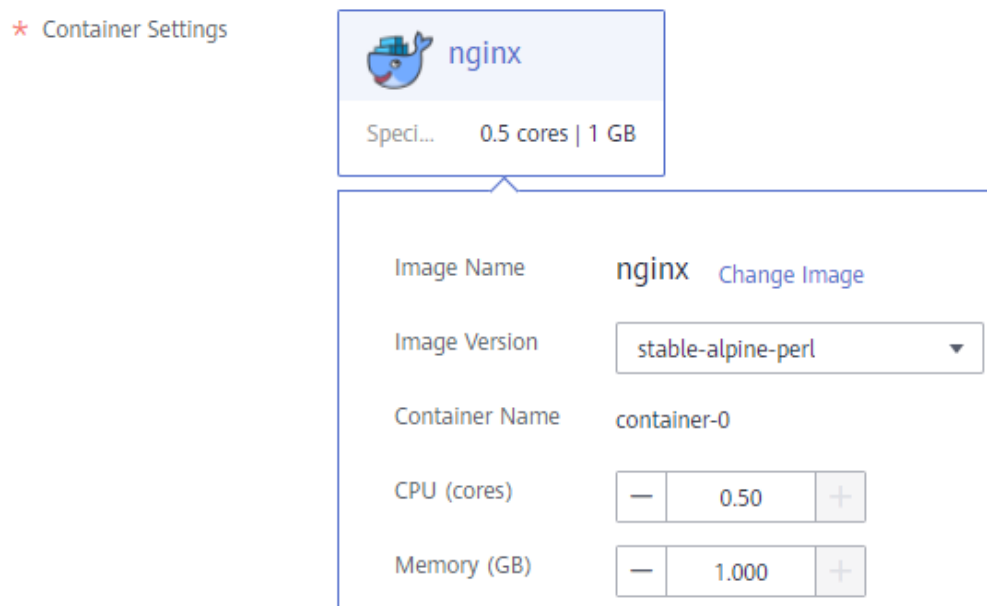 * Container Settings
nginx
Speci... 0.5 cores | 1 GB
Image Name nginx Change Image
Image Version stable-alpine-perl
Container Name container-0
CPU (cores) — 0.50 +
Memory (GB) — 1.000 +